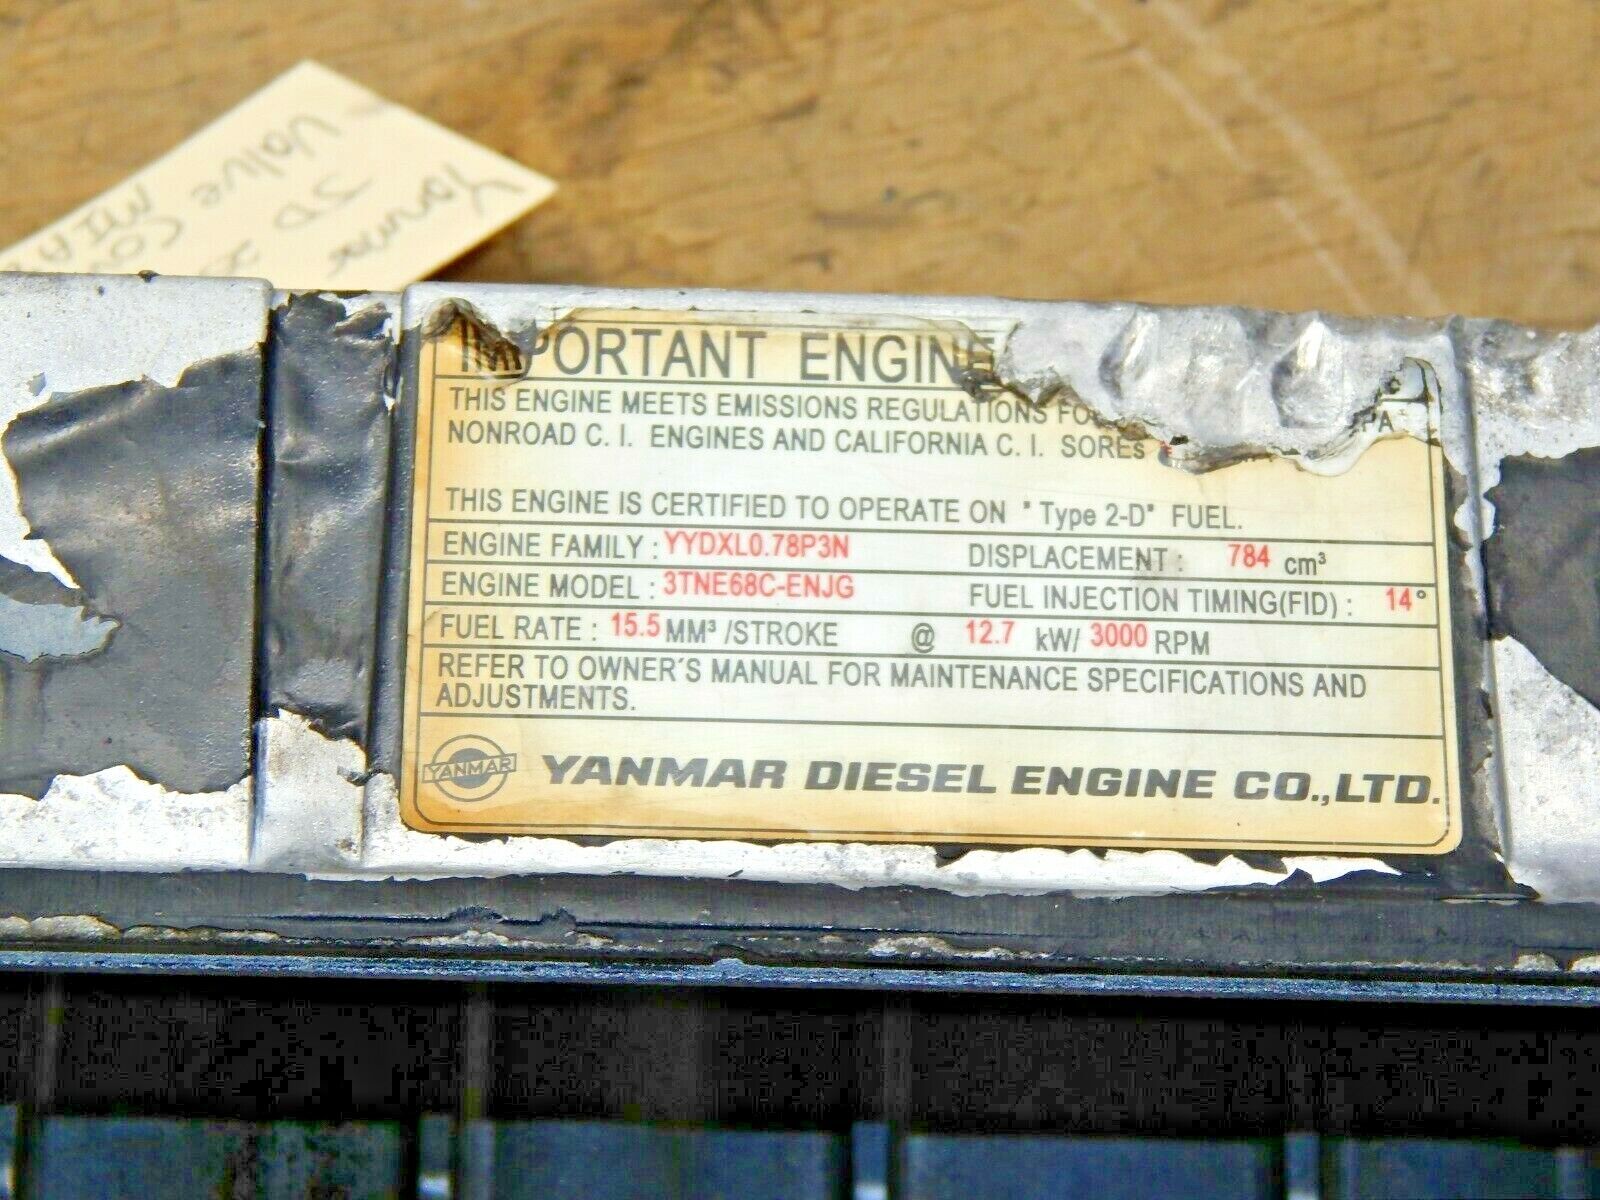 Yanmar
JD
Valve
IMPORTANT ENGINE
THIS ENGINE MEETS EMISSIONS REGULATIONS
NONROAD C. I. ENGINES AND CALIFORNIA C. I. SORES
THIS ENGINE IS CERTIFIED TO OPERATE ON "Type 2-D" FUEL.
ENGINE FAMILY : YYDXL0.78P3N DISPLACEMENT : 784 cm³
ENGINE MODEL : 3TNE68C-ENJG FUEL INJECTION TIMING(FID) : 14°
FUEL RATE : 15.5 MM³ /STROKE @ 12.7 kW/ 3000 RPM
REFER TO OWNER'S MANUAL FOR MAINTENANCE SPECIFICATIONS AND
ADJUSTMENTS.
YANMAR YANMAR DIESEL ENGINE CO.,LTD.